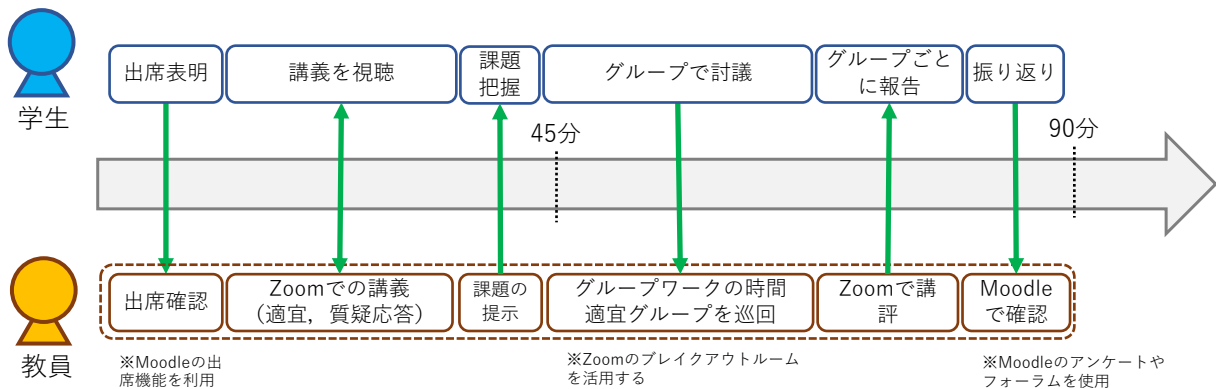 出席表明
講義を視聴
課題
把握
グループで討議
グループごと
に報告
振り返り
学生
45分
90分
出席確認
Zoomでの講義
(適宜，質疑応答)
課題の
提示
グループワークの時間
適宜グループを巡回
Zoomで講
評
Moodle
で確認
教員
※Moodleの出
席機能を利用
※Zoomのブレイクアウトルーム
を活用する
※Moodleのアンケートや
フォーラムを使用